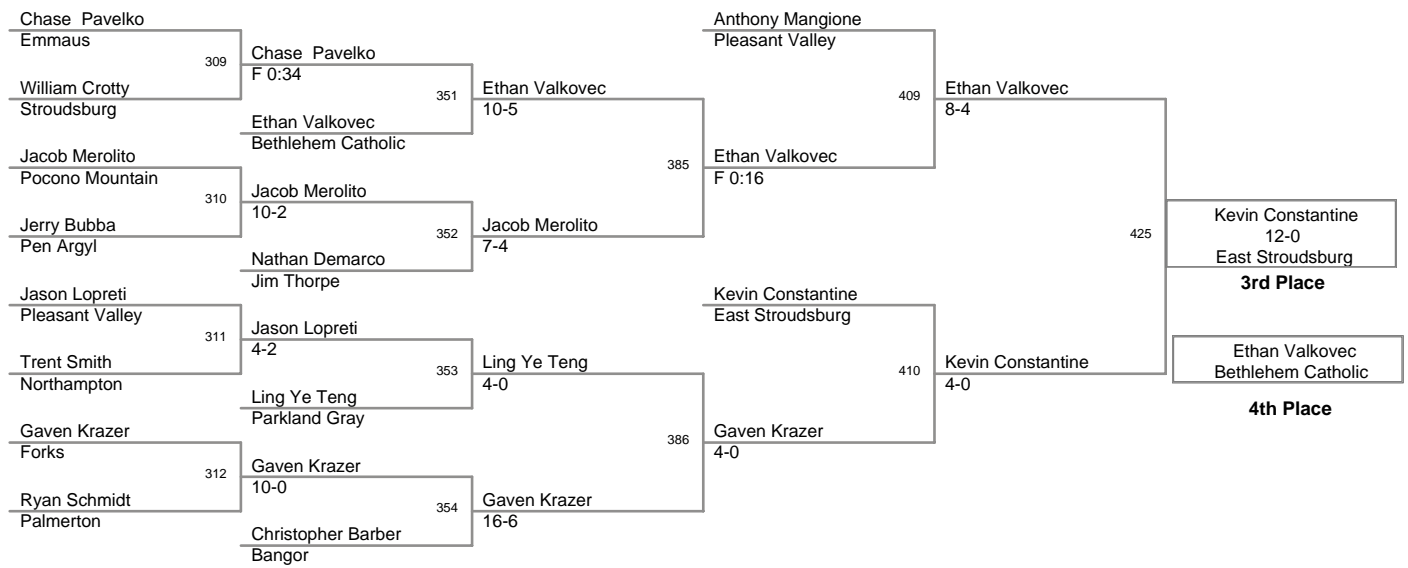 Chase  Pavelko
Emmaus
309
William Crotty
Stroudsburg
Jacob Merolito
Pocono Mountain
310
Jerry Bubba
Pen Argyl
Jason Lopreti
Pleasant Valley
311
Trent Smith
Northampton
Gaven Krazer
Forks
312
Ryan Schmidt
Palmerton
Chase  Pavelko
F 0:34
351
Ethan Valkovec
Bethlehem Catholic
Jacob Merolito
10-2
352
Nathan Demarco
Jim Thorpe
Jason Lopreti
4-2
353
Ling Ye Teng
Parkland Gray
Gaven Krazer
10-0
354
Christopher Barber
Bangor
Ethan Valkovec
10-5
385
Jacob Merolito
7-4
Ling Ye Teng
4-0
386
Gaven Krazer
16-6
Anthony Mangione
Pleasant Valley
409
Ethan Valkovec
F 0:16
Kevin Constantine
East Stroudsburg
410
Gaven Krazer
4-0
Ethan Valkovec
8-4
425
Kevin Constantine
4-0
Kevin Constantine
12-0
East Stroudsburg
3rd Place
Ethan Valkovec
Bethlehem Catholic
4th Place